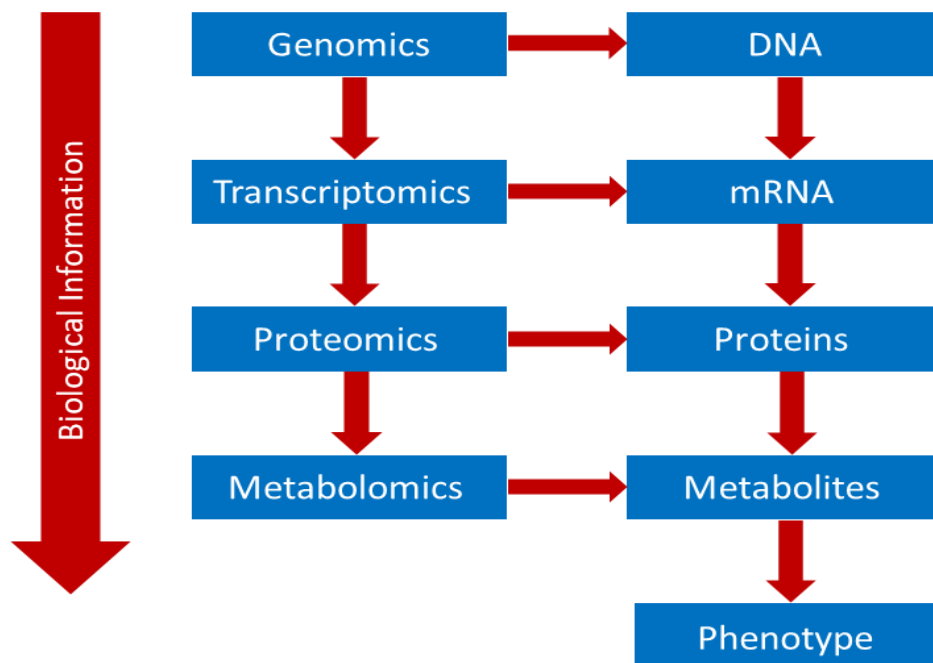 Biological Information
Genomics
DNA
Transcriptomics
mRNA
Proteomics
Proteins
Metabolomics
Metabolites
Phenotype